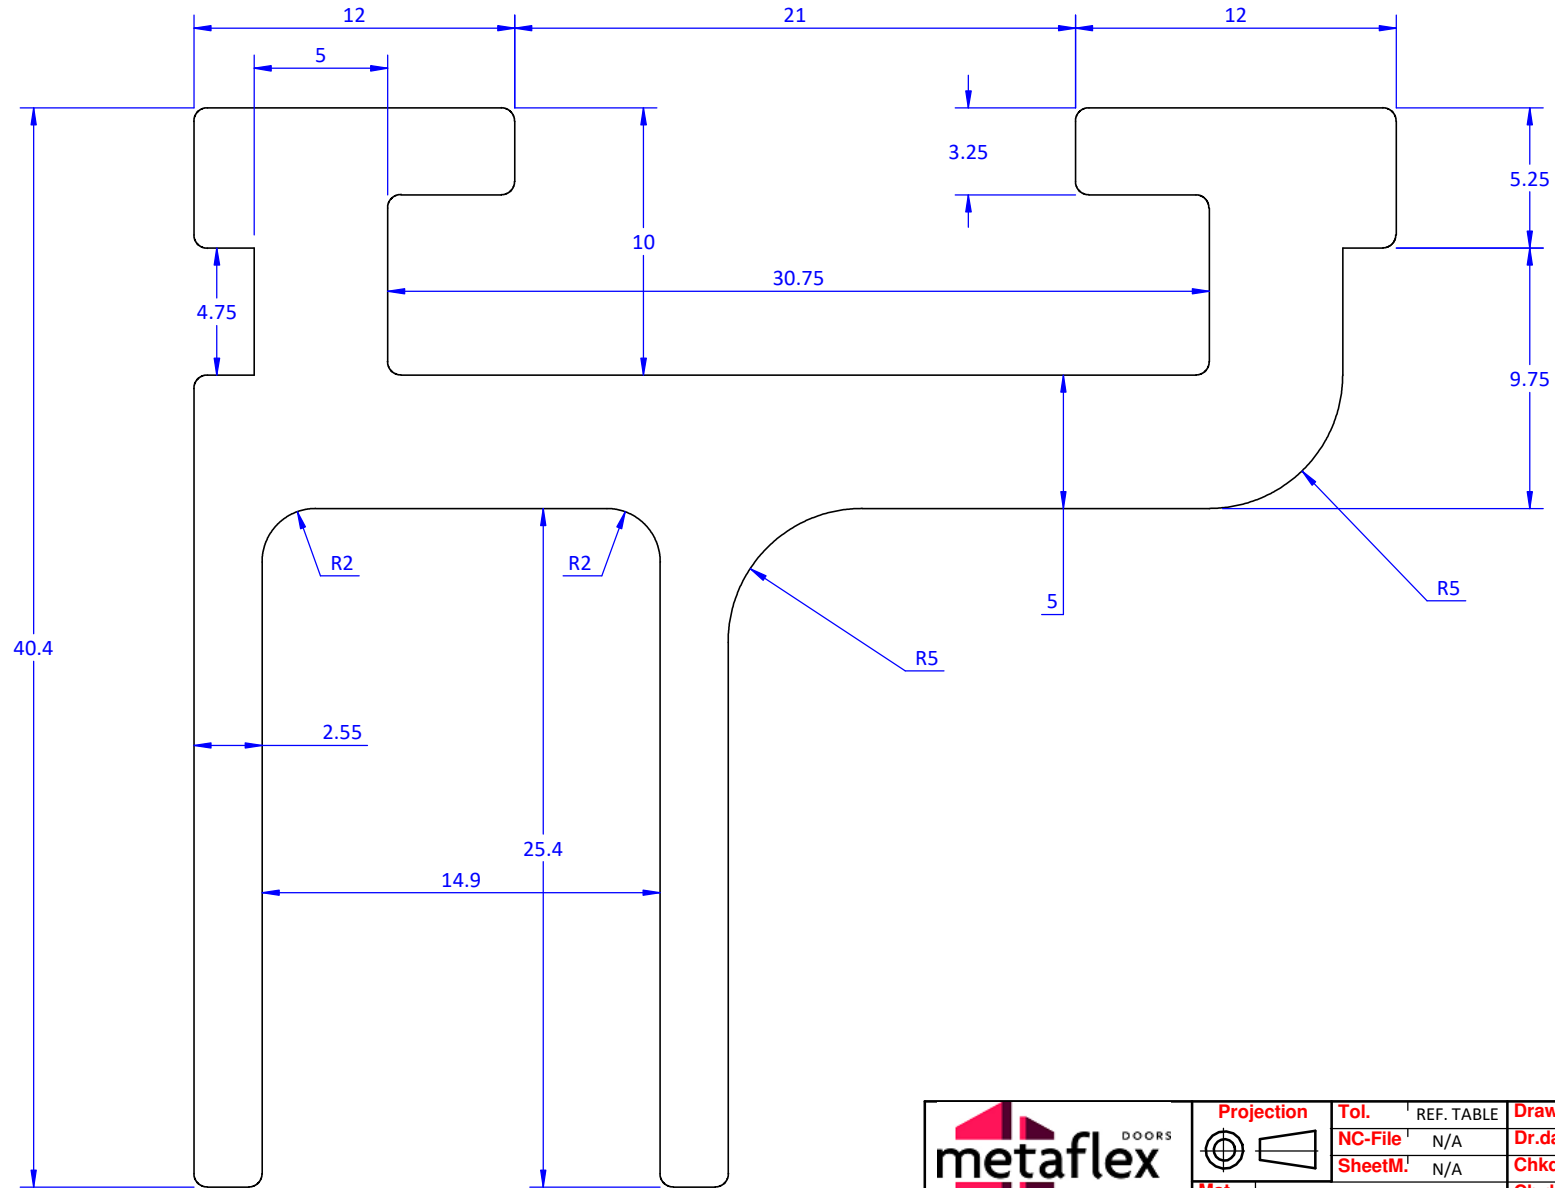 12
21
12
5
3.25
5.25
10
30.75
4.75
9.75
R2
R2
5
R5
R5
40.4
2.55
25.4
14.9
DOORS
metaflex
Projection
Tol.
REF. TABLE
NC-File
N/A
SheetM.
N/A